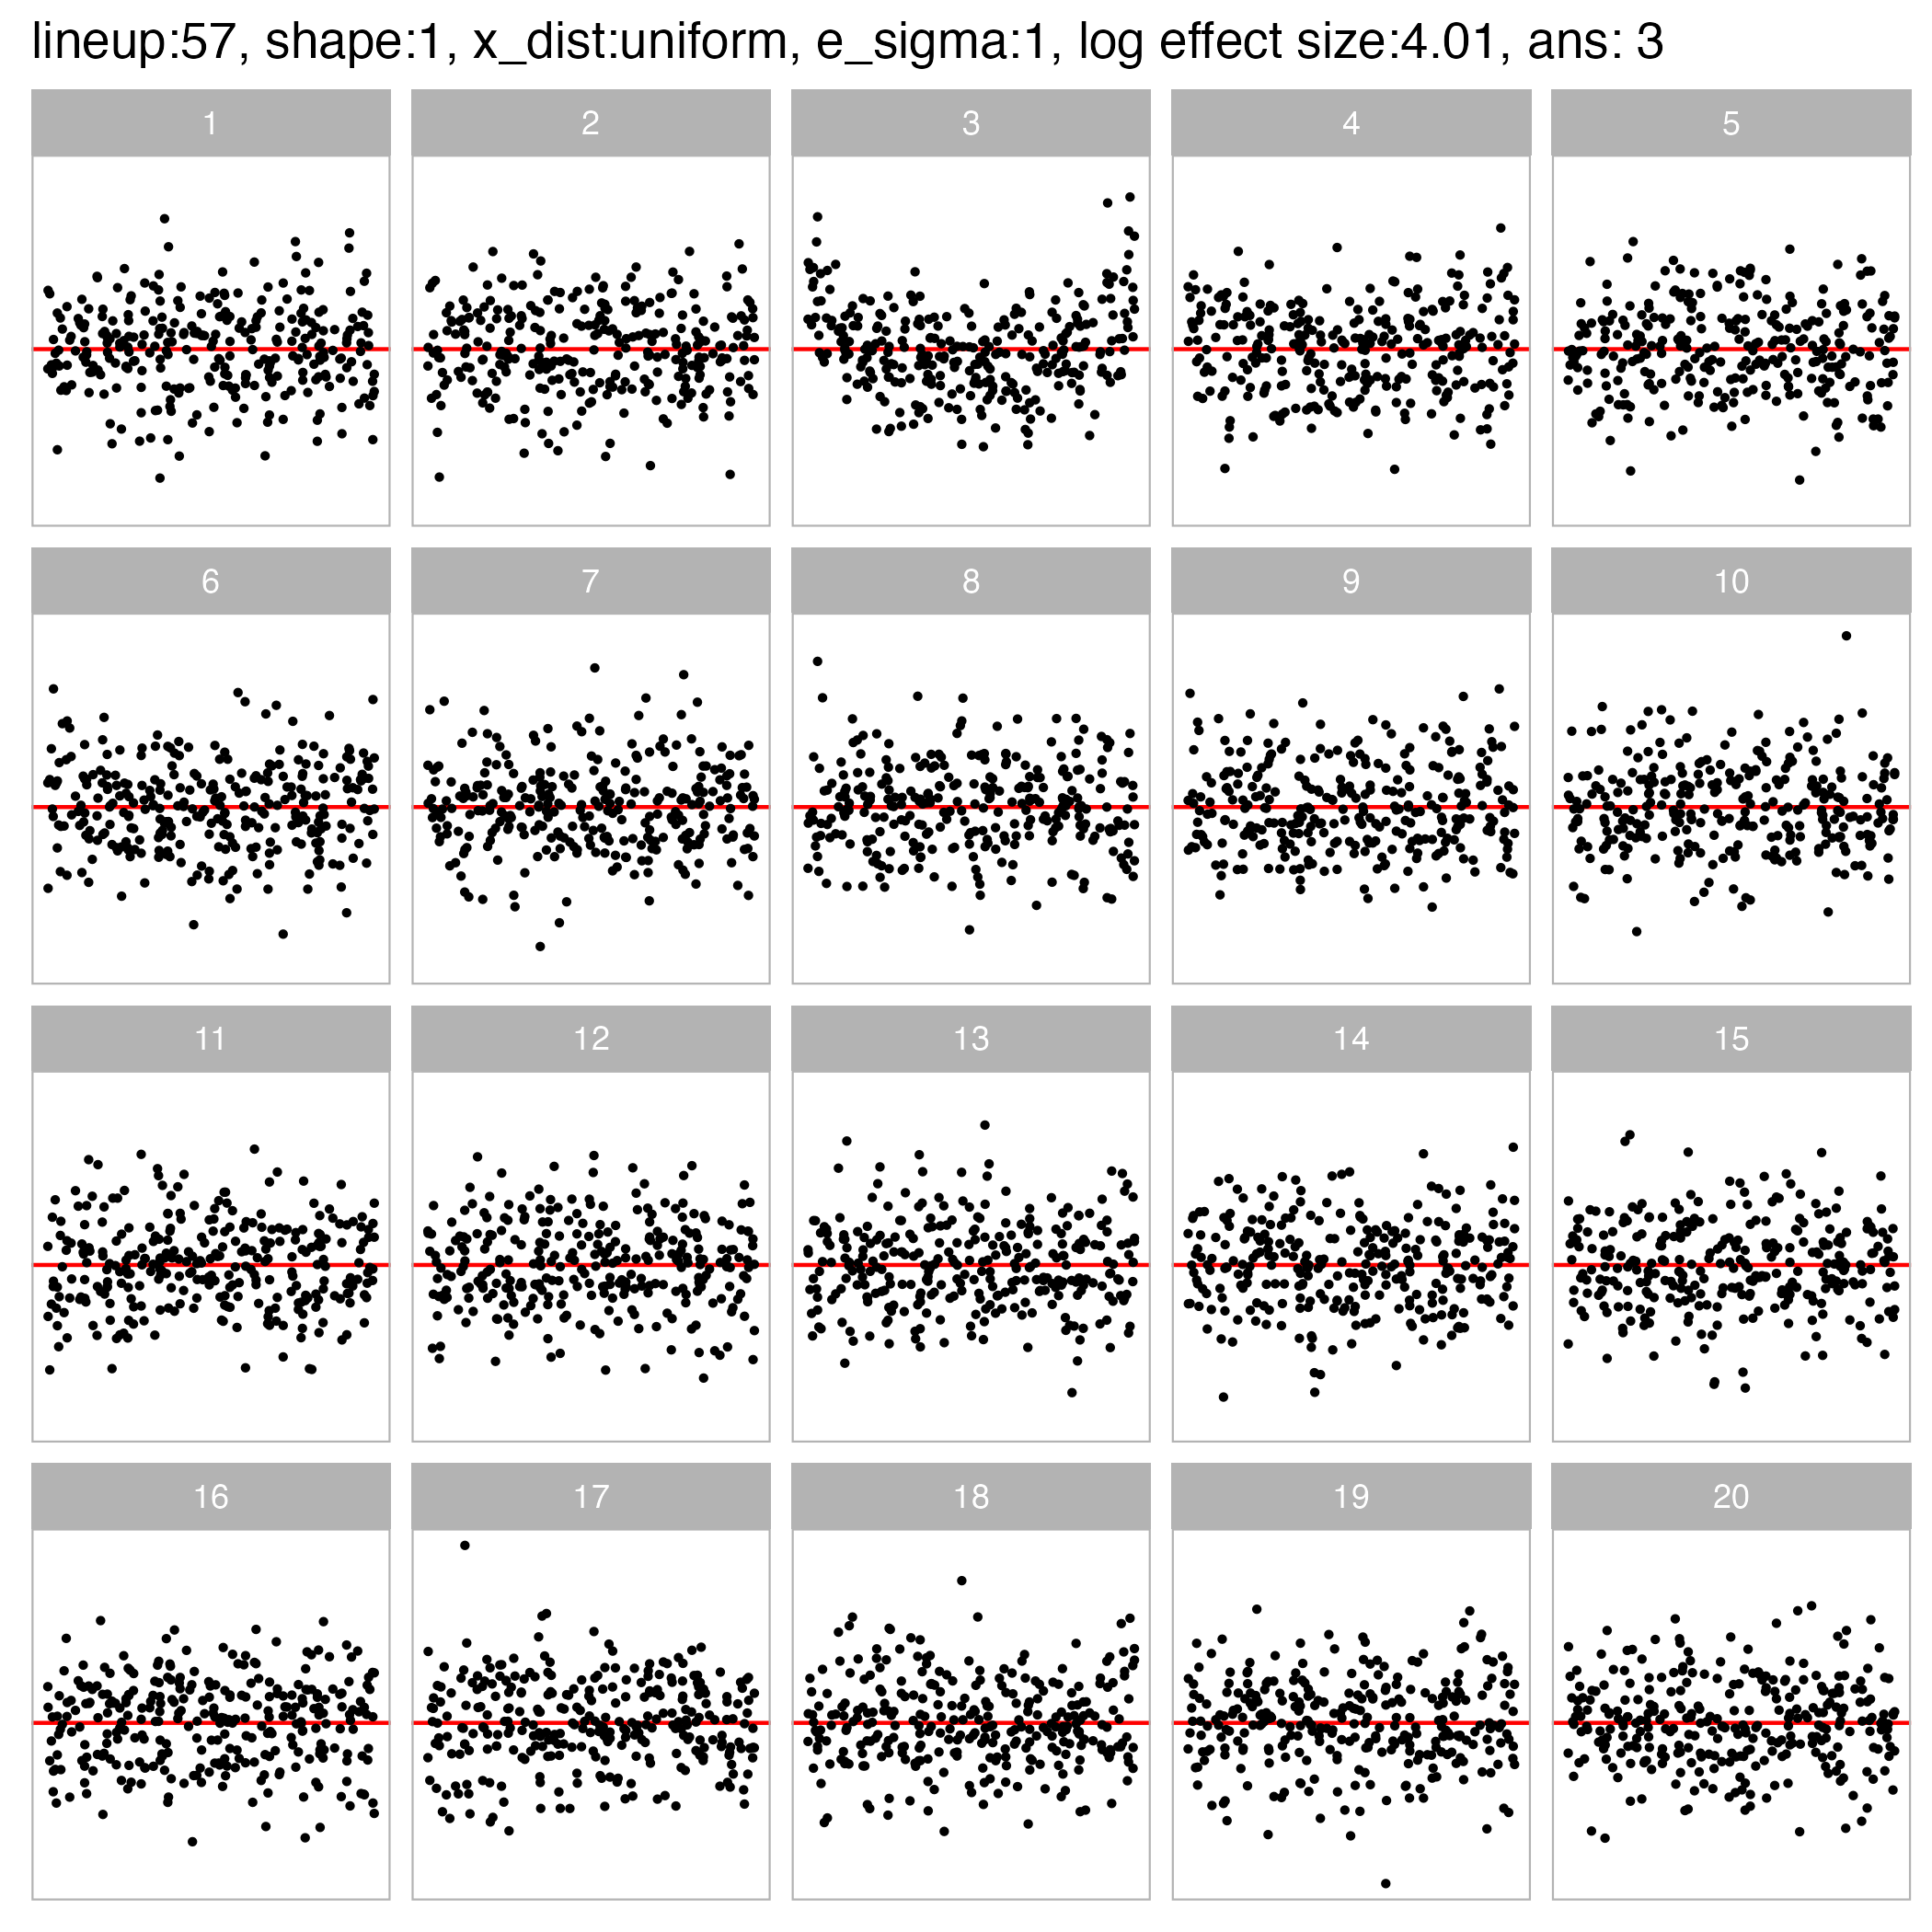 lineup:57, shape:1, x_dist:uniform, e_sigma:1, log effect size:4.01, ans: 3
1 2 3 4 5
6 7 8 9 10
11 12 13 14 15
16 17 18 19 20